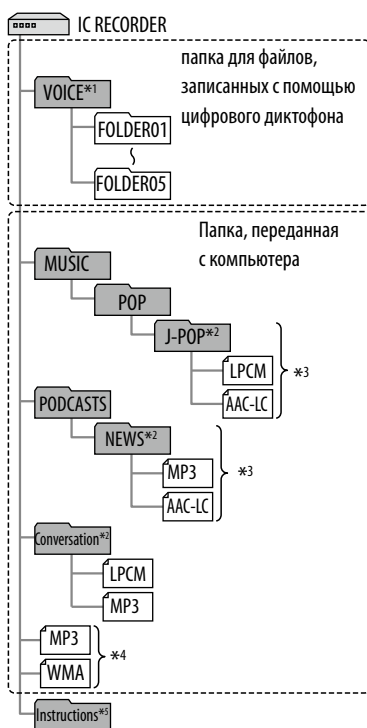 IC RECORDER
папка для файлов,
записанных с помощью
цифрового диктофона
VOICE*1
FOLDER01
FOLDER05
Папка, переданная
с компьютера
MUSIC
POP
J-POP*2
LPCM
*3
AAC-LC
PODCASTS
NEWS*2
MP3
*3
AAC-LC
Conversation*2
LPCM
MP3
MP3
*4
WMA
Instructions*5